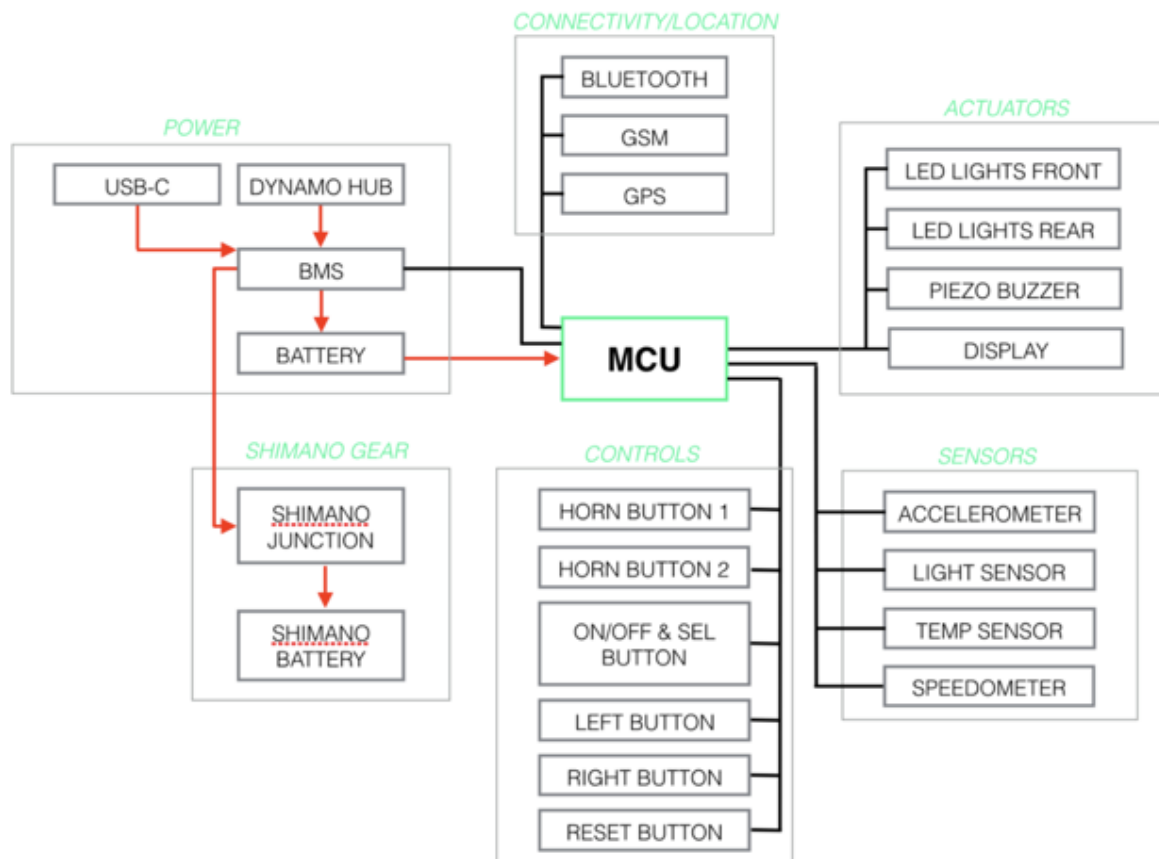 CONNECTIVITY/LOCATION
BLUETOOTH
GSM
GPS
POWER
USB-C
DYNAMO HUB
BMS
BATTERY
ACTUATORS
LED LIGHTS FRONT
LED LIGHTS REAR
PIEZO BUZZER
DISPLAY
MCU
SHIMANO GEAR
SHIMANO
JUNCTION
SHIMANO
BATTERY
CONTROLS
HORN BUTTON 1
HORN BUTTON 2
ON/OFF & SEL
BUTTON
LEFT BUTTON
RIGHT BUTTON
RESET BUTTON
SENSORS
ACCELEROMETER
LIGHT SENSOR
TEMP SENSOR
SPEEDOMETER